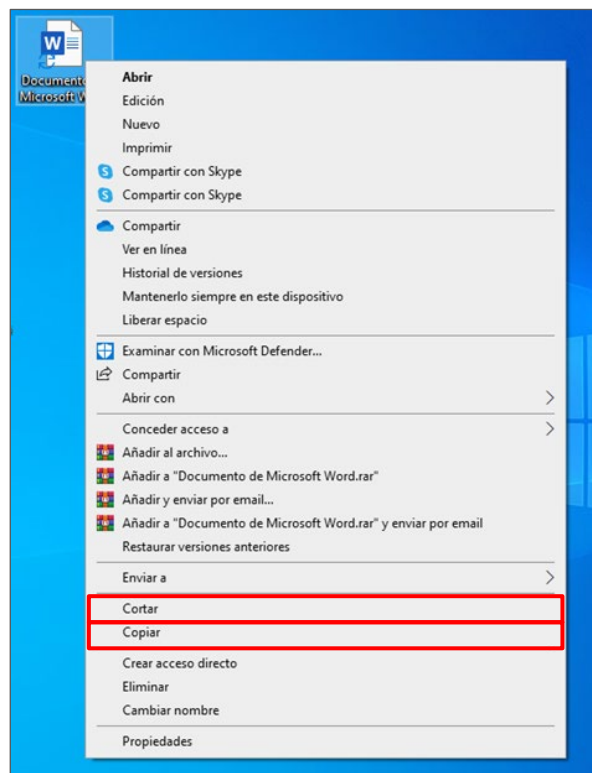 W
Documento
Microsoft W
Abrir
Edición
Nuevo
Imprimir
Compartir con Skype
Compartir con Skype
Compartir
Ver en línea
Historial de versiones
Mantenerlo siempre en este dispositivo
Liberar espacio
Examinar con Microsoft Defender...
Compartir
Abrir con
Conceder acceso a
Añadir al archivo...
Añadir a "Documento de Microsoft Word.rar"
Añadir y enviar por email...
Añadir a "Documento de Microsoft Word.rar" y enviar por email
Restaurar versiones anteriores
Enviar a
Cortar
Copiar
Crear acceso directo
Eliminar
Cambiar nombre
Propiedades